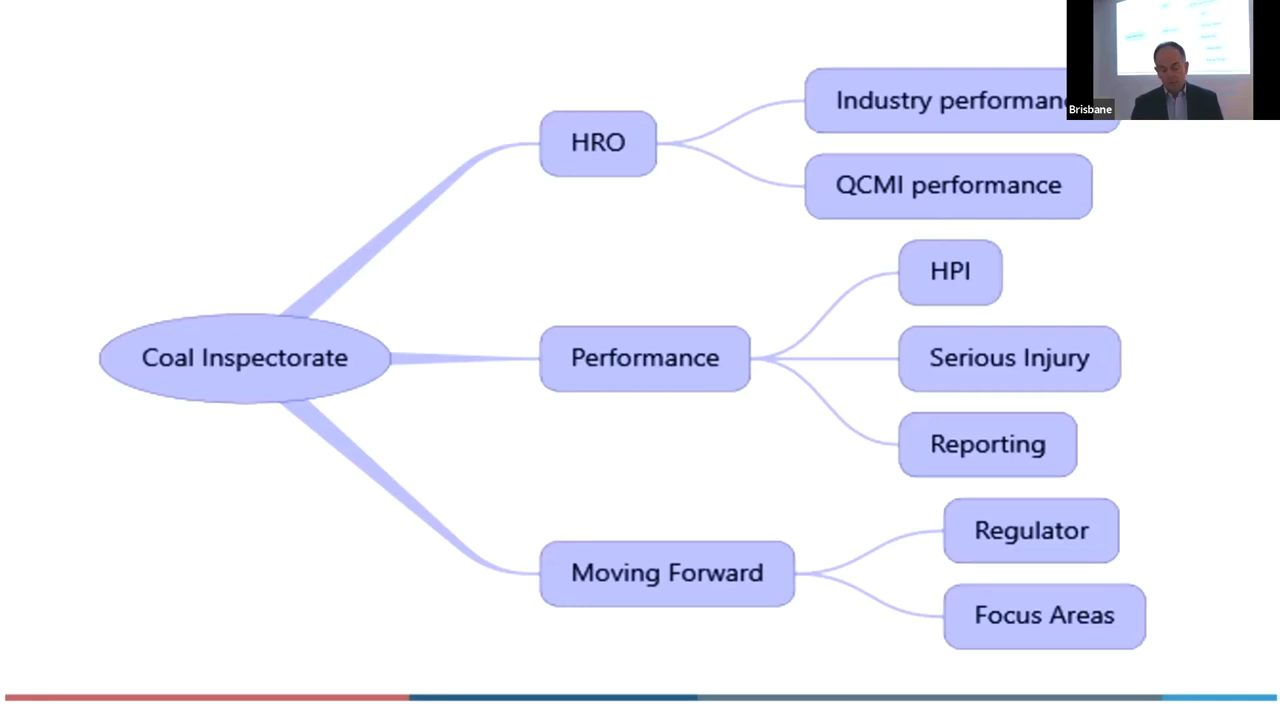 Coal Inspectorate
HRO
Industry performan
QCMI performance
Performance
HPI
Serious Injury
Reporting
Moving Forward
Regulator
Focus Areas
Brisbane